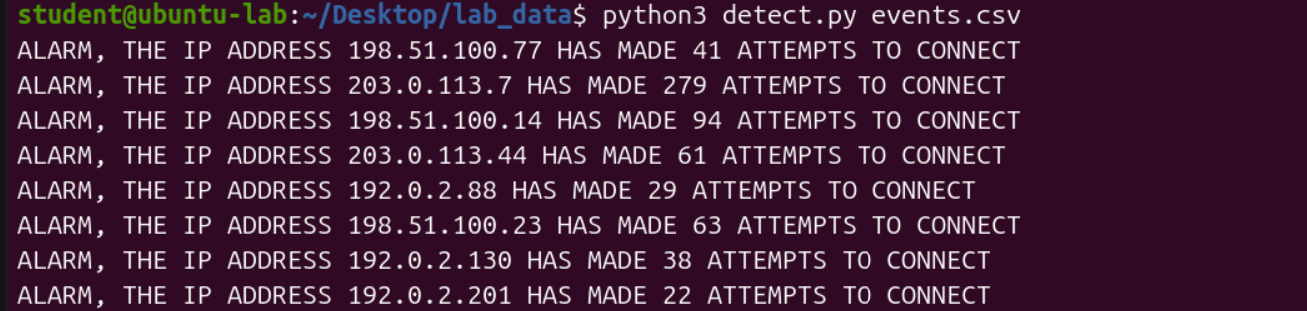 student@ubuntu-lab:~/Desktop/lab_data$ python3 detect.py events.csv
ALARM, THE IP ADDRESS 198.51.100.77 HAS MADE 41 ATTEMPTS TO CONNECT
ALARM, THE IP ADDRESS 203.0.113.7 HAS MADE 279 ATTEMPTS TO CONNECT
ALARM, THE IP ADDRESS 198.51.100.14 HAS MADE 94 ATTEMPTS TO CONNECT
ALARM, THE IP ADDRESS 203.0.113.44 HAS MADE 61 ATTEMPTS TO CONNECT
ALARM, THE IP ADDRESS 192.0.2.88 HAS MADE 29 ATTEMPTS TO CONNECT
ALARM, THE IP ADDRESS 198.51.100.23 HAS MADE 63 ATTEMPTS TO CONNECT
ALARM, THE IP ADDRESS 192.0.2.130 HAS MADE 38 ATTEMPTS TO CONNECT
ALARM, THE IP ADDRESS 192.0.2.201 HAS MADE 22 ATTEMPTS TO CONNECT